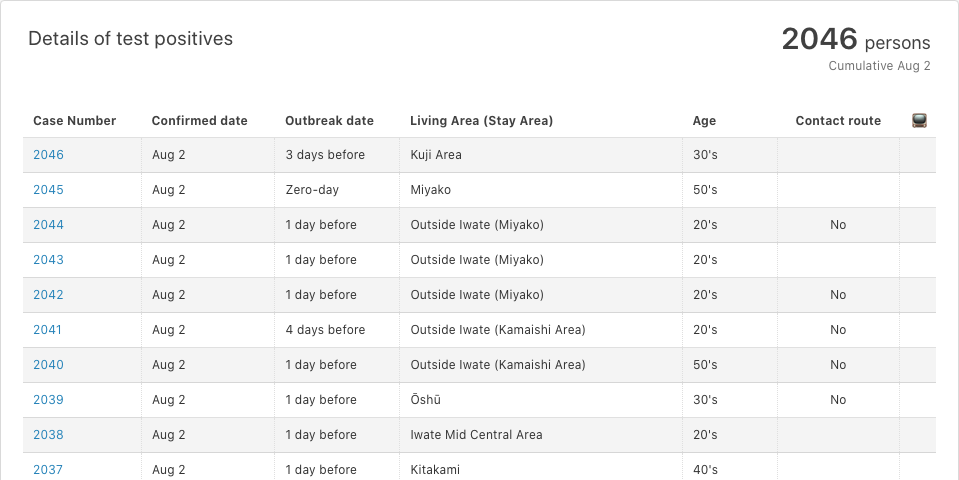 Details of test positives
2046 persons
Cumulative Aug 2
Case Number Confirmed date Outbreak date Living Area (Stay Area) Age Contact route
2046 Aug 2 3 days before Kuji Area 30's
2045 Aug 2 Zero-day Miyako 50's
2044 Aug 2 1 day before Outside Iwate (Miyako) 20's No
2043 Aug 2 1 day before Outside Iwate (Miyako) 20's
2042 Aug 2 1 day before Outside Iwate (Miyako) 20's No
2041 Aug 2 4 days before Outside Iwate (Kamaishi Area) 20's No
2040 Aug 2 1 day before Outside Iwate (Kamaishi Area) 50's No
2039 Aug 2 1 day before Ōshū 30's No
2038 Aug 2 1 day before Iwate Mid Central Area 20's
2037 Aug 2 1 day before Kitakami 40's